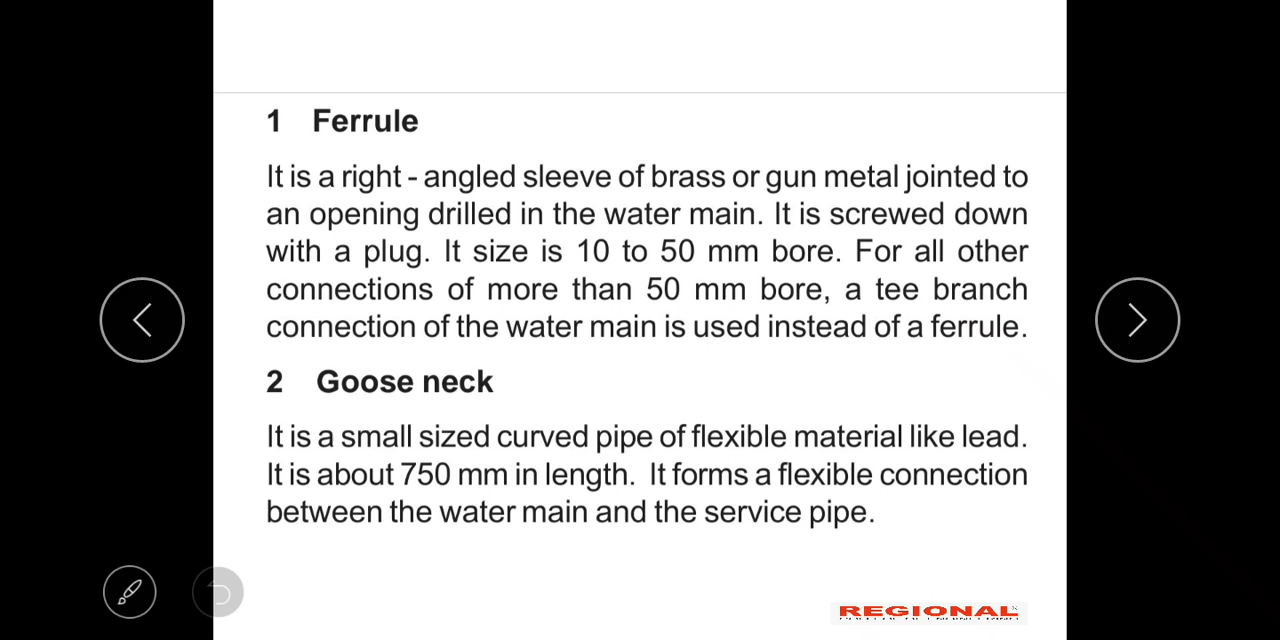 1 Ferrule
It is a right - angled sleeve of brass or gun metal jointed to
an opening drilled in the water main. It is screwed down
with a plug. It size is 10 to 50 mm bore. For all other
connections of more than 50 mm bore, a tee branch
connection of the water main is used instead of a ferrule.
2 Goose neck
It is a small sized curved pipe of flexible material like lead.
It is about 750 mm in length. It forms a flexible connection
between the water main and the service pipe.
REGIONAL